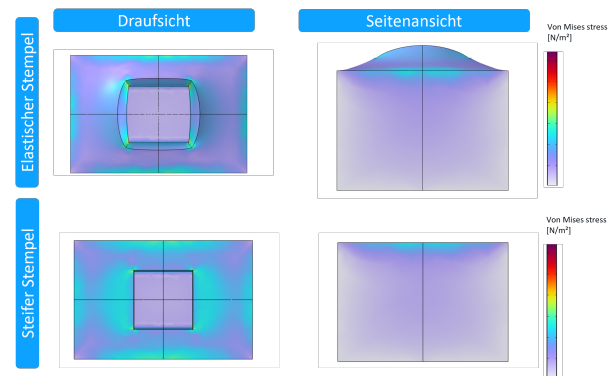 Draufsicht
Seitenansicht
Elastischer Stempel
Von Mises stress
[N/m²]
Steifer Stempel
Von Mises stress
[N/m²]